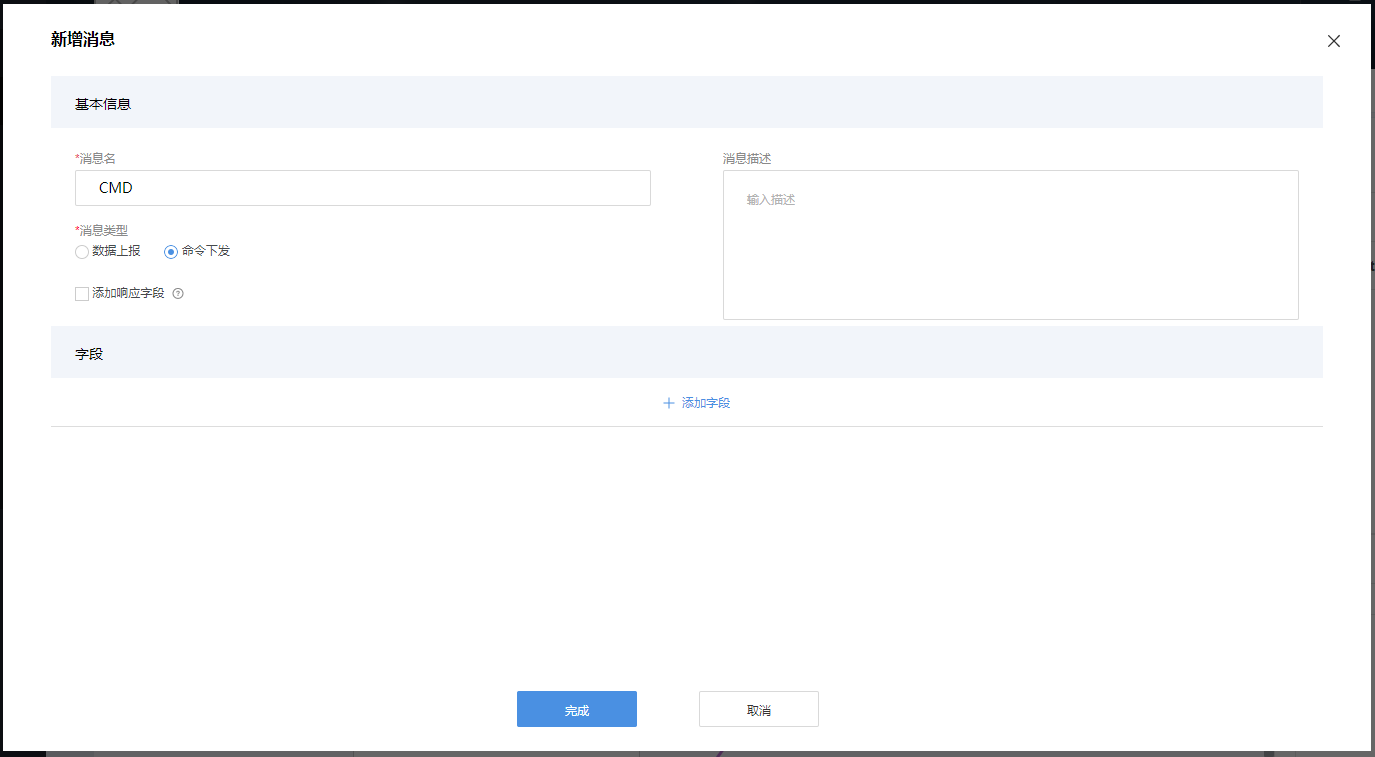 新增消息
基本信息
*消息名
CMD
*消息类型
数据上报 命令下发
添加响应字段
消息描述
输入描述
字段
添加字段
完成 取消